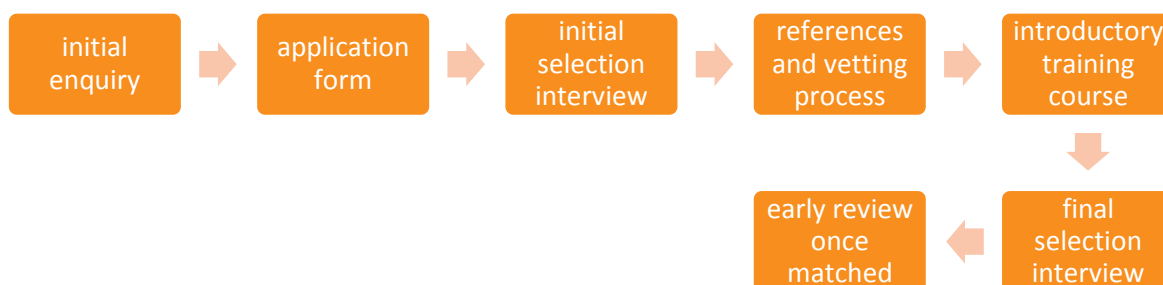 initial
enquiry
application
form
initial
selection
interview
references
and vetting
process
introductory
training
course
final
selection
interview
early review
once
matched